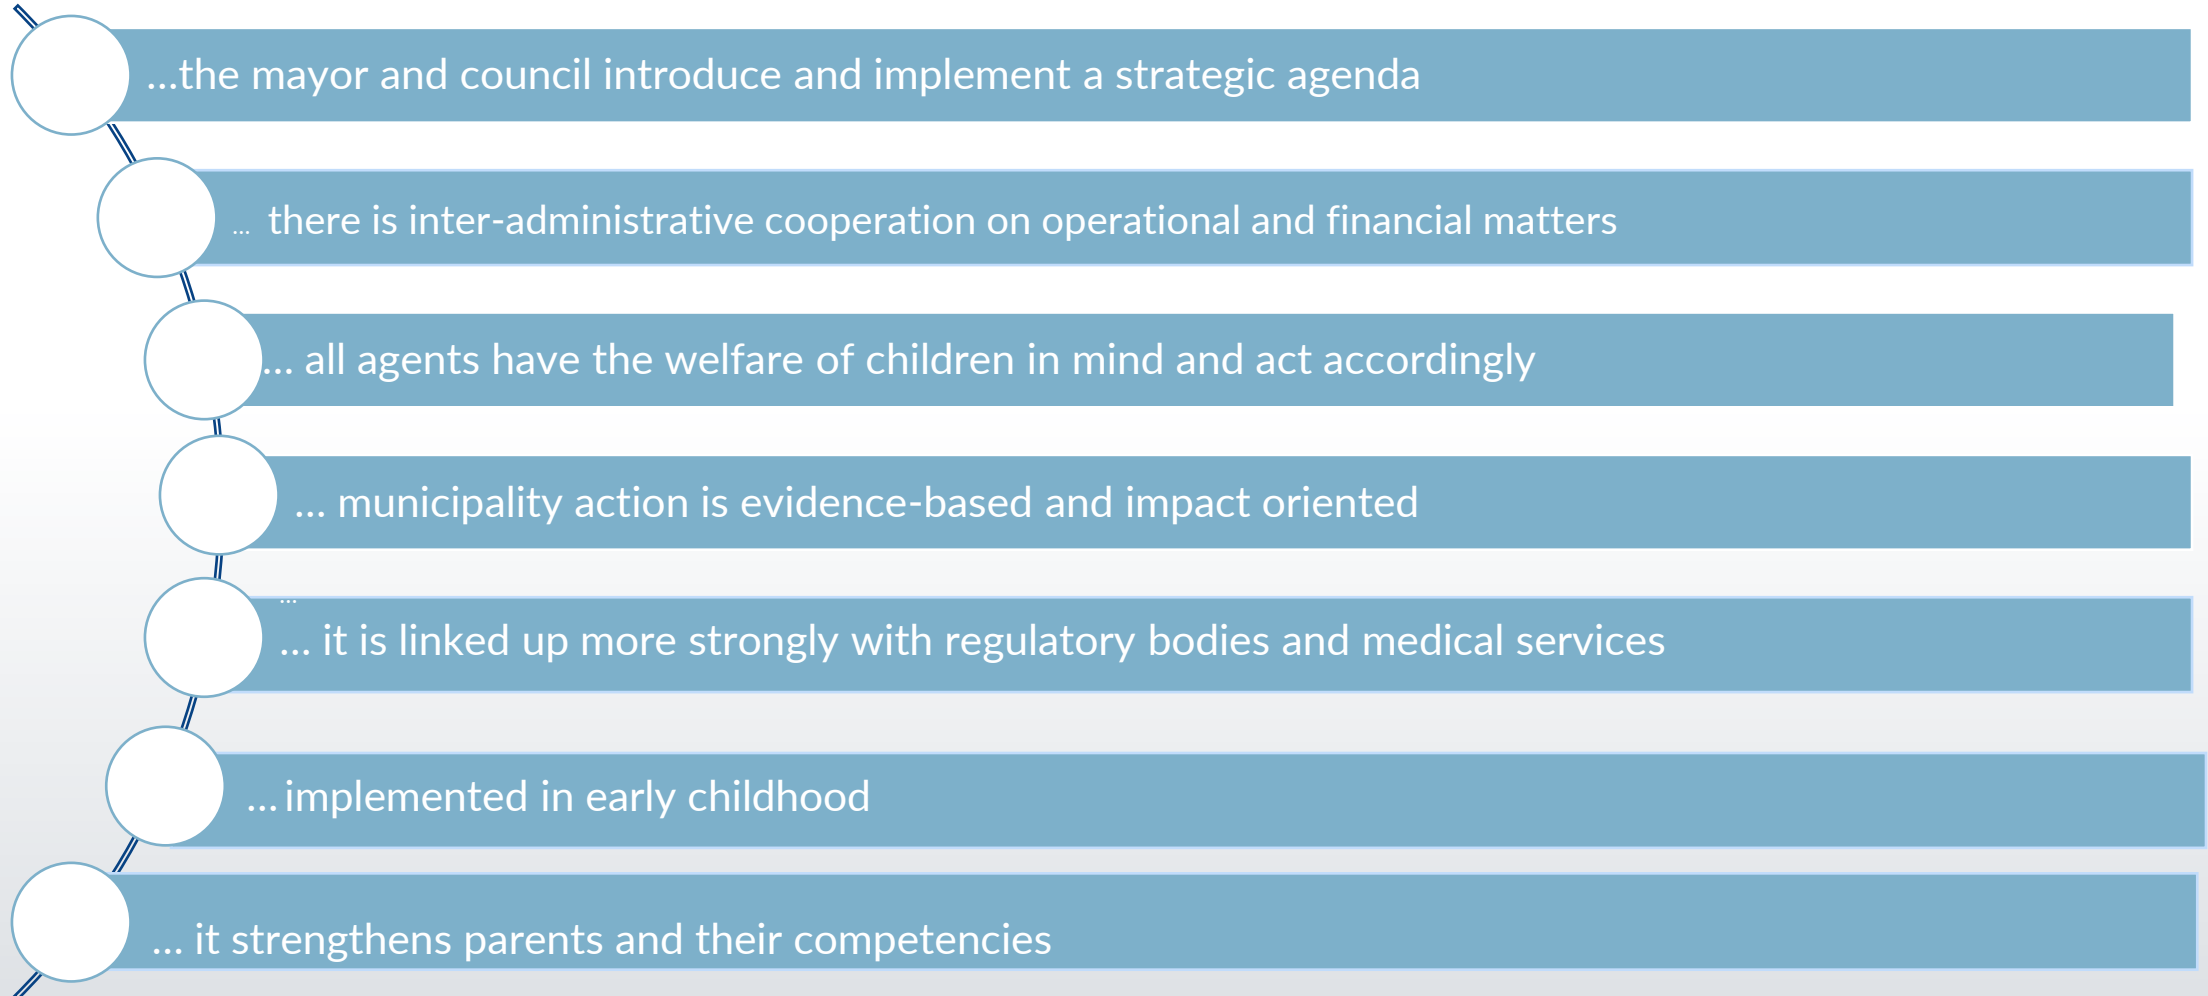 ...the mayor and council introduce and implement a strategic agenda
... there is inter-administrative cooperation on operational and financial matters
... all agents have the welfare of children in mind and act accordingly
... municipality action is evidence-based and impact oriented
...
... it is linked up more strongly with regulatory bodies and medical services
... implemented in early childhood
... it strengthens parents and their competencies